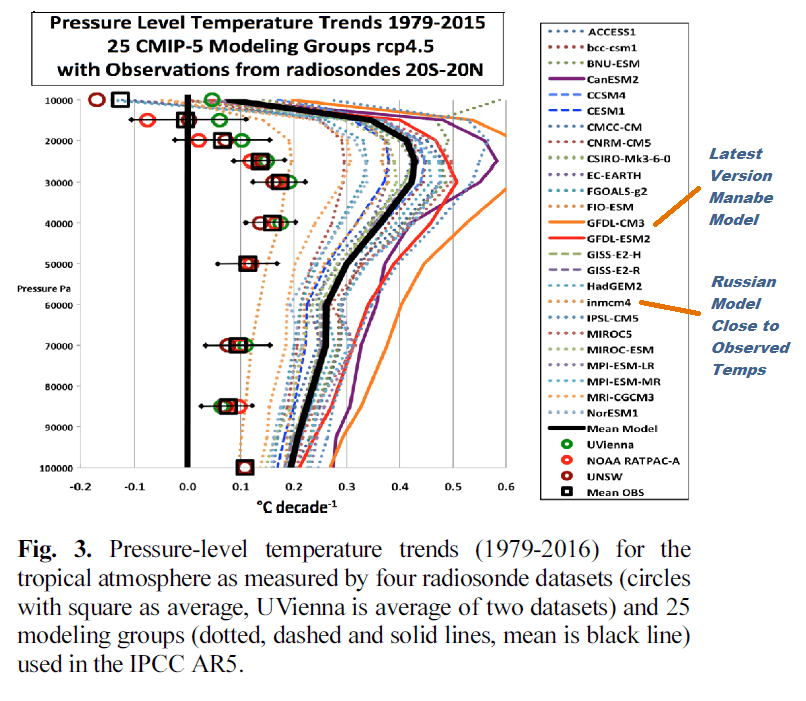 Pressure Level Temperature Trends 1979-2015
25 CMIP-5 Modeling Groups rcp4.5
with Observations from radiosondes 20S-20N
10000
20000
30000
40000
50000
Pressure Pa
60000
70000
80000
90000
100000
-0.2 -0.1 0.0 0.1 0.2 0.3 0.4 0.5 0.6
°C decade-1
ACCESS1
bcc-csm1
BNU-ESM
CanESM2
CCSM4
CESM1
CMCC-CM
CNRM-CM5
CSIRO-Mk3-6-0
EC-EARTH
FGOALS-g2
FIO-ESM
GFDL-CM3
GFDL-ESM2
GISS-E2-H
GISS-E2-R
HadGEM2
inmcm4
IPSL-CM5
MIROC5
MIROC-ESM
MPI-ESM-LR
MPI-ESM-MR
MRI-CGCM3
NorESM1
Mean Model
UVienna
NOAA RATPAC-A
UNSW
Mean OBS
Latest
Version
Manabe
Model
Russian
Model
Close to
Observed
Temps
Fig. 3. Pressure-level temperature trends (1979-2016) for the
tropical atmosphere as measured by four radiosonde datasets (circles
with square as average, UVienna is average of two datasets) and 25
modeling groups (dotted, dashed and solid lines, mean is black line)
used in the IPCC AR5.